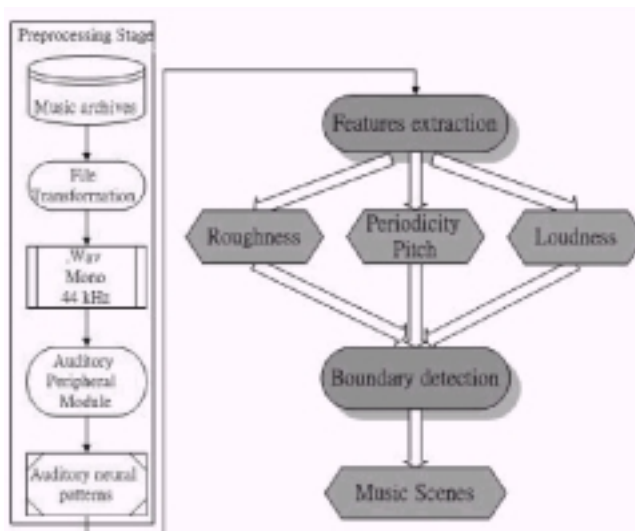 Preprocessing Stage
Music archives
File
Transformation
.Wav
Mono
44 kHz
Auditory
Peripheral
Module
Auditory neural
patterns
Features extraction
Roughness
Periodicity
Pitch
Loudness
Boundary detection
Music Scenes